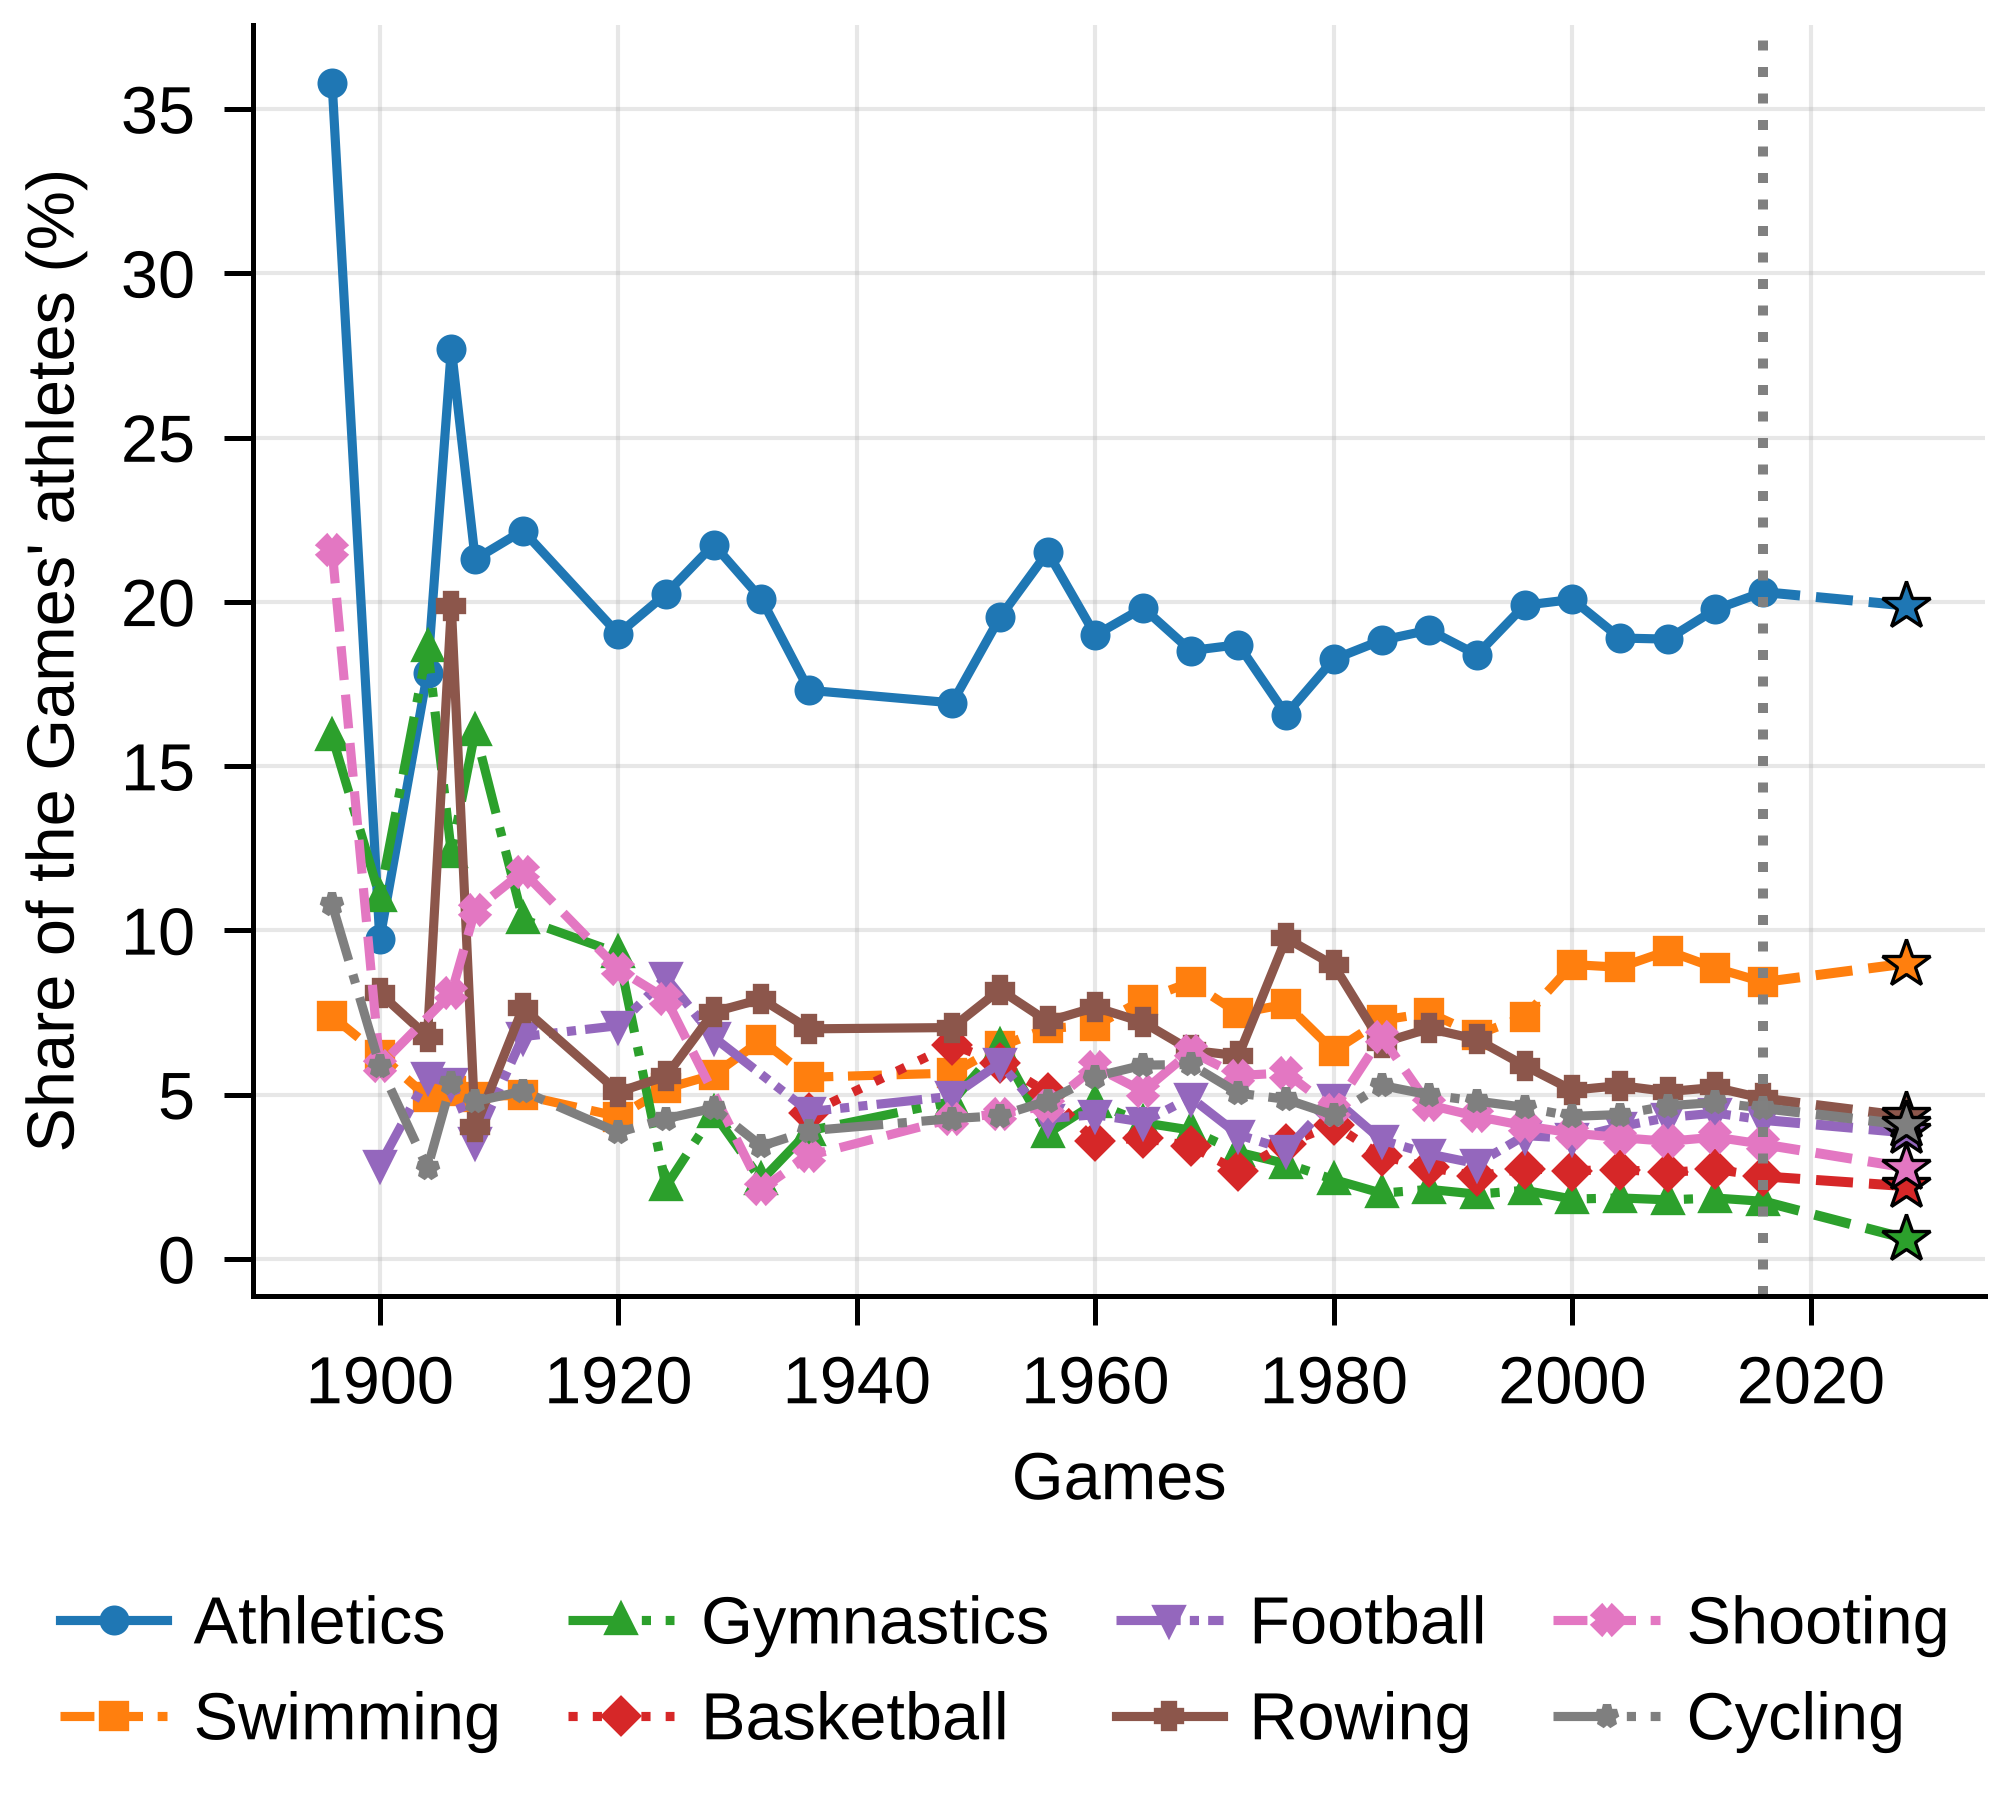 Share of the Games' athletes (%)
35
30
25
20
15
10
5
0
1900 1920 1940 1960 1980 2000 2020
Games
Athletics Gymnastics Football Shooting
Swimming Basketball Rowing Cycling